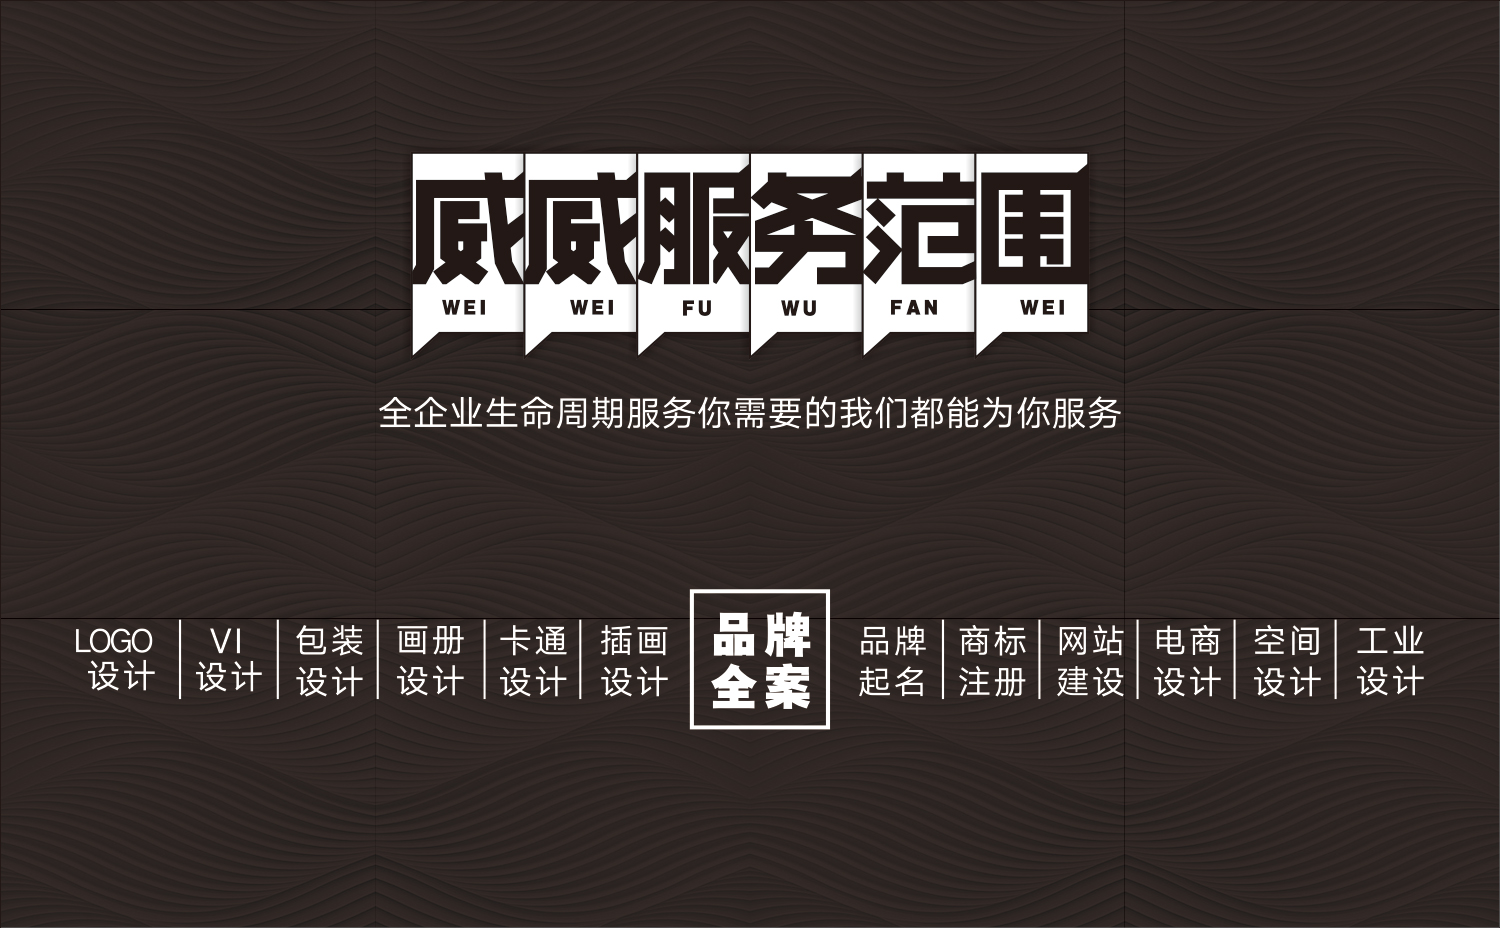 威威服务范围
WEI WEI FU WU FAN WEI
全企业生命周期服务你需要的我们都能为你服务
LOGO
设计
VI
设计
包装
设计
画册
设计
卡通
设计
插画
设计
品牌
全案
品牌
起名
商标
注册
网站
建设
电商
设计
空间
设计
工业
设计